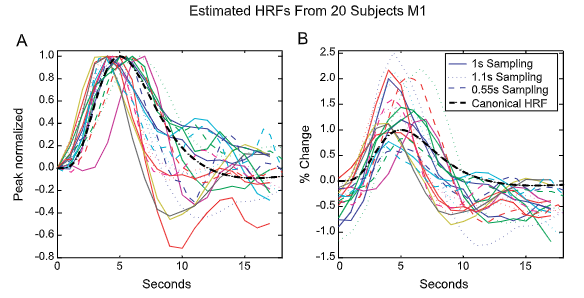 Estimated HRFs From 20 Subjects M1
A
B
Peak normalized
1.0
0.8
0.6
0.4
0.2
0.0
-0.2
-0.4
-0.6
-0.8
0
5
10
15
Seconds
% Change
2.5
2.0
1.5
1.0
0.5
0.0
-0.5
-1.0
-1.5
0
5
10
15
Seconds
1s Sampling
1.1s Sampling
0.55s Sampling
Canonical HRF